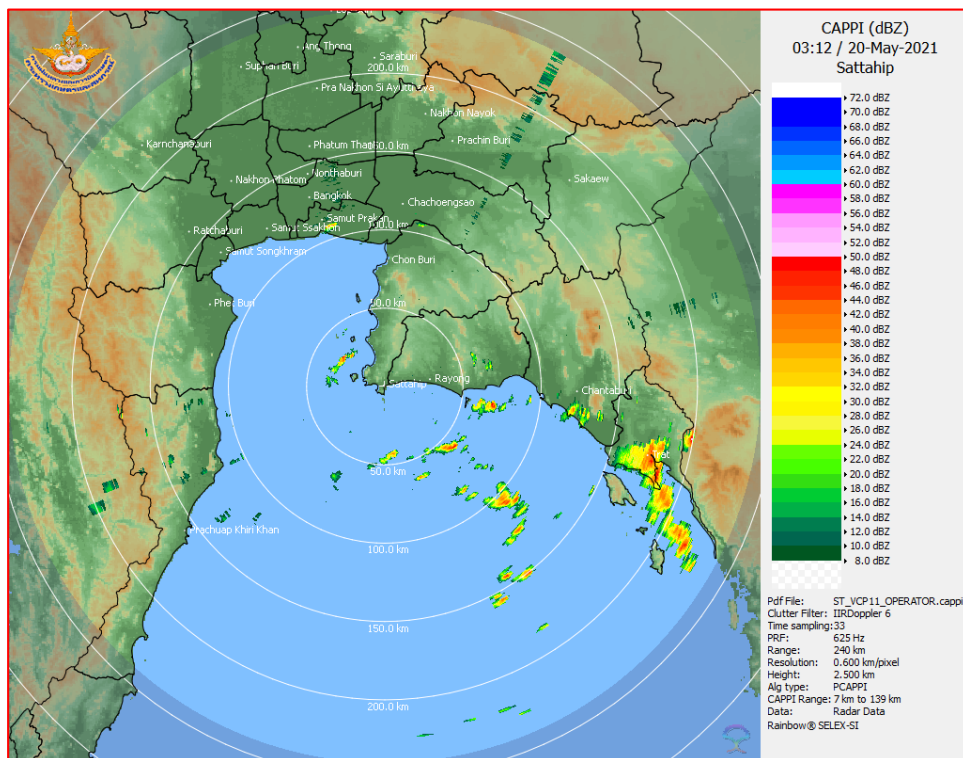 CAPPI (dBZ)
03:12 / 20-May-2021
Sattahip
72.0 dBZ
70.0 dBZ
68.0 dBZ
66.0 dBZ
64.0 dBZ
62.0 dBZ
60.0 dBZ
58.0 dBZ
56.0 dBZ
54.0 dBZ
52.0 dBZ
50.0 dBZ
48.0 dBZ
46.0 dBZ
44.0 dBZ
42.0 dBZ
40.0 dBZ
38.0 dBZ
36.0 dBZ
34.0 dBZ
32.0 dBZ
30.0 dBZ
28.0 dBZ
26.0 dBZ
24.0 dBZ
22.0 dBZ
20.0 dBZ
18.0 dBZ
16.0 dBZ
14.0 dBZ
12.0 dBZ
10.0 dBZ
8.0 dBZ
Pdf File: ST_VCP11_OPERATOR.cappi
Clutter Filter: IIRDoppler 6
Time sampling:33
PRF: 625 Hz
Range: 240 km
Resolution: 0.600 km/pixel
Height: 2.500 km
Alg type: PCAPPI
CAPPI Range: 7 km to 139 km
Data: Radar Data
Rainbow® SELEX-SI
Ang Thong
Saraburi
Suphan Buri
200.0 km
Pra Nakhon Si Ayutthaya
Nakhon Nayok
Karnchanaburi
Phatum Thani
Prachin Buri
Nonthaburi
Nakhon Phatom
Sakaew
Bangkok
Chachoengsao
Samut Prakan
100.0 km
Ratchaburi
Samut Ssakhon
Samut Songkhram
Chon Buri
Phet Buri
50.0 km
Rayong
Sattahip
Chantaburi
50.0 km
Prachuap Khiri Khan
100.0 km
150.0 km
200.0 km